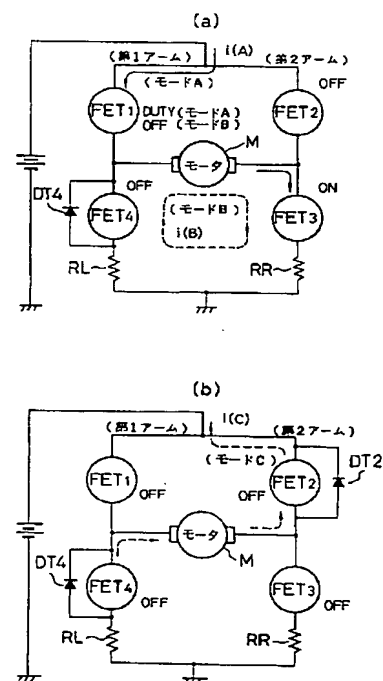 (a)
i(A)
(第1アーム)
(第2アーム)
(モードA)
OFF
FET1
DUTY(モードA)
OFF (モードB)
FET2
M
モータ
OFF
ON
DT4
FET4
(モードB)
i(B)
FET3
RL
RR
(b)
i(C)
(第1アーム)
(第2アーム)
(モードC)
DT2
FET1
OFF
FET2
OFF
モータ
M
DT4
FET4
OFF
FET3
OFF
RL
RR